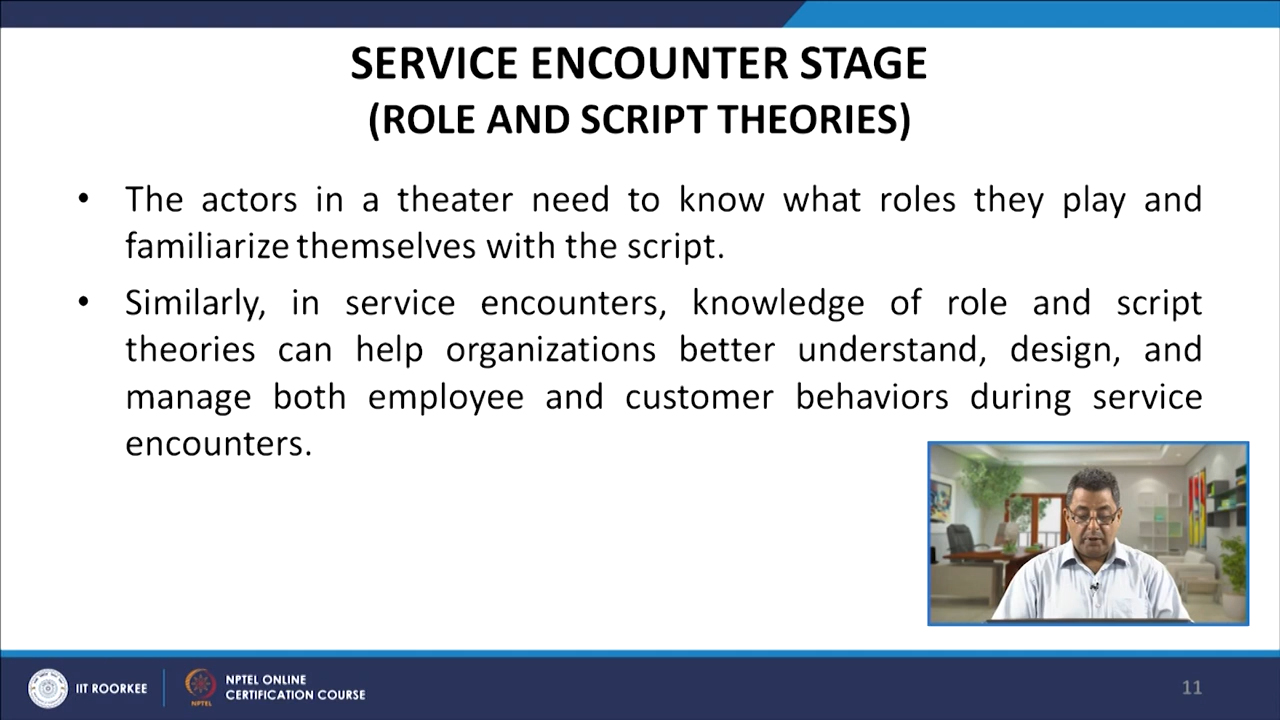 SERVICE ENCOUNTER STAGE
(ROLE AND SCRIPT THEORIES)
• The actors in a theater need to know what roles they play and
familiarize themselves with the script.
• Similarly, in service encounters, knowledge of role and script
theories can help organizations better understand, design, and
manage both employee and customer behaviors during service
encounters.
IIT ROORKEE
NPTEL
NPTEL ONLINE
CERTIFICATION COURSE
11